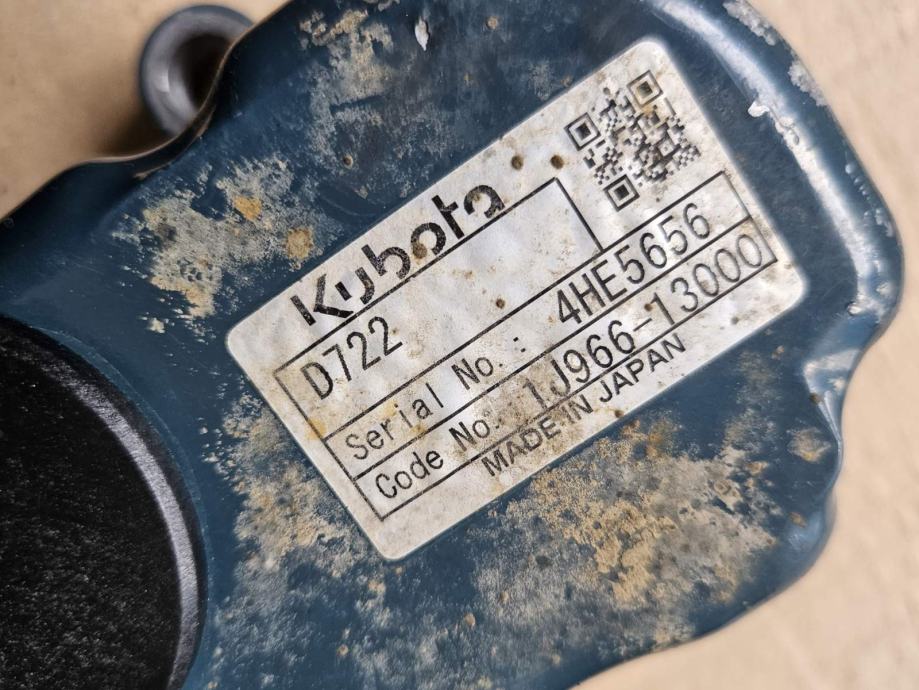 Kubota
D722
Serial No.: 4HE5656
Code No. 1J966-13000
MADE IN JAPAN